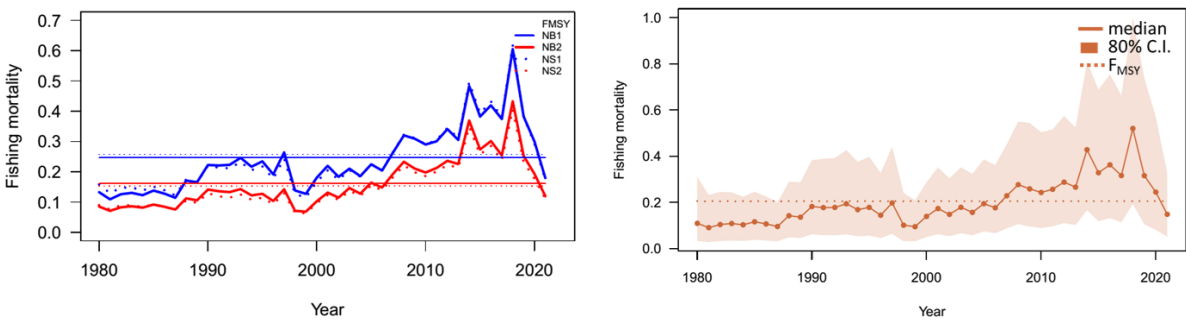 FMSY
NB1
NB2
NS1
NS2
0.7
0.6
0.5
0.4
0.3
0.2
0.1
0.0
Fishing mortality
1980 1990 2000 2010 2020
Year
median
80% C.I.
FMSY
1.0
0.8
0.6
0.4
0.2
0.0
Fishing mortality
1980 1990 2000 2010 2020
Year